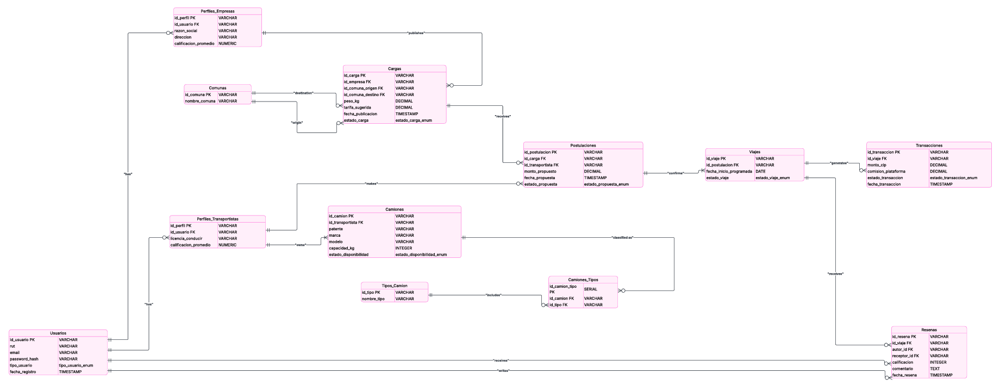 Perfiles_Empresas
id_perfil PK VARCHAR
id_usuario FK VARCHAR
razon_social VARCHAR
direccion VARCHAR
calificacion_promedio NUMERIC
"publishes"
Cargas
id_carga PK VARCHAR
id_empresa FK VARCHAR
id_comuna_origen FK VARCHAR
id_comuna_destino FK VARCHAR
peso_kg DECIMAL
tarifa_sugerida DECIMAL
fecha_publicacion TIMESTAMP
estado_carga estado_carga_enum
Comunas
id_comuna PK VARCHAR
nombre_comuna VARCHAR
"destination"
"origin"
"receives"
Postulaciones
id_postulacion PK VARCHAR
id_carga FK VARCHAR
id_transportista FK VARCHAR
monto_propuesto DECIMAL
fecha_propuesta TIMESTAMP
estado_propuesta estado_propuesta_enum
"confirms"
Viajes
id_viaje PK VARCHAR
id_postulacion FK VARCHAR
fecha_inicio_programada DATE
estado_viaje estado_viaje_enum
"generates"
Transacciones
id_transaccion PK VARCHAR
id_viaje FK VARCHAR
monto_clp DECIMAL
comision_plataforma DECIMAL
estado_transaccion estado_transaccion_enum
fecha_transaccion TIMESTAMP
"has"
"makes"
Perfiles_Transportistas
id_perfil PK VARCHAR
id_usuario FK VARCHAR
licencia_conducir VARCHAR
calificacion_promedio NUMERIC
"owns"
Camiones
id_camion PK VARCHAR
id_transportista FK VARCHAR
patente VARCHAR
marca VARCHAR
modelo VARCHAR
capacidad_kg INTEGER
estado_disponibilidad estado_disponibilidad_enum
"classified as"
"receives"
Tipos_Camion
id_tipo PK VARCHAR
nombre_tipo VARCHAR
"includes"
Camiones_Tipos
id_camion_tipo PK SERIAL
id_camion FK VARCHAR
id_tipo FK VARCHAR
"has"
Usuarios
id_usuario PK VARCHAR
rut VARCHAR
email VARCHAR
password_hash VARCHAR
tipo_usuario tipo_usuario_enum
fecha_registro TIMESTAMP
"receives"
"writes"
Resenas
id_resena PK VARCHAR
id_viaje FK VARCHAR
autor_id FK VARCHAR
receptor_id FK VARCHAR
calificacion INTEGER
comentario TEXT
fecha_resena TIMESTAMP